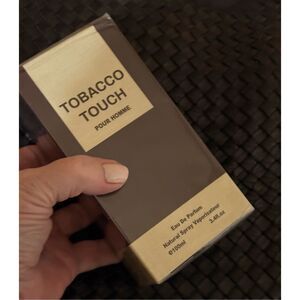 TOBACCO
TOUCH
POUR HOMME
Eau De Parfum
Natural Spray Vaporisateur
℮100ml 3.4fl.oz